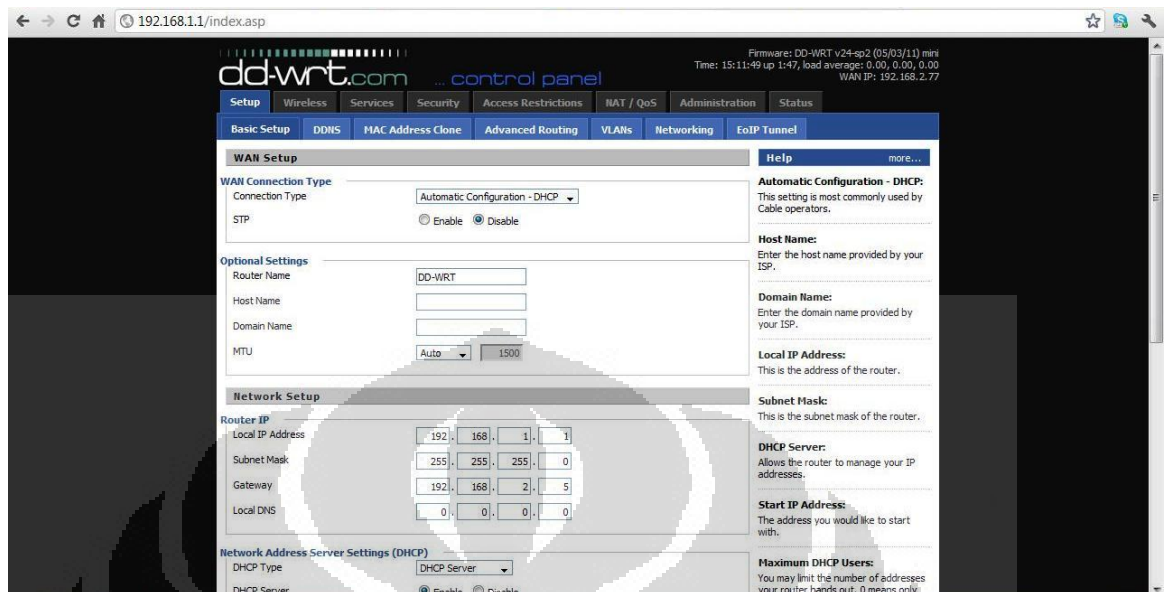 192.168.1.1/index.asp
Firmware: DD-WRT v24-sp2 (05/03/11) mini
Time: 15:11:49 up 1:47, load average: 0.00, 0.00, 0.00
WAN IP: 192.168.2.77
dd-wrt.com ... control panel
Setup Wireless Services Security Access Restrictions NAT / QoS Administration Status
Basic Setup DDNS MAC Address Clone Advanced Routing VLANs Networking EoIP Tunnel
WAN Setup
WAN Connection Type
Connection Type Automatic Configuration - DHCP
STP Enable Disable
Optional Settings
Router Name DD-WRT
Host Name
Domain Name
MTU Auto 1500
Network Setup
Router IP
Local IP Address 192. 168. 1. 1
Subnet Mask 255. 255. 255. 0
Gateway 192. 168. 2. 5
Local DNS 0. 0. 0. 0
Network Address Server Settings (DHCP)
DHCP Type DHCP Server
DHCP Server Enable Disable
Help more...
Automatic Configuration - DHCP:
This setting is most commonly used by
Cable operators.
Host Name:
Enter the host name provided by your
ISP.
Domain Name:
Enter the domain name provided by
your ISP.
Local IP Address:
This is the address of the router.
Subnet Mask:
This is the subnet mask of the router.
DHCP Server:
Allows the router to manage your IP
addresses.
Start IP Address:
The address you would like to start
with.
Maximum DHCP Users:
You may limit the number of addresses
your router hands out. 0 means only